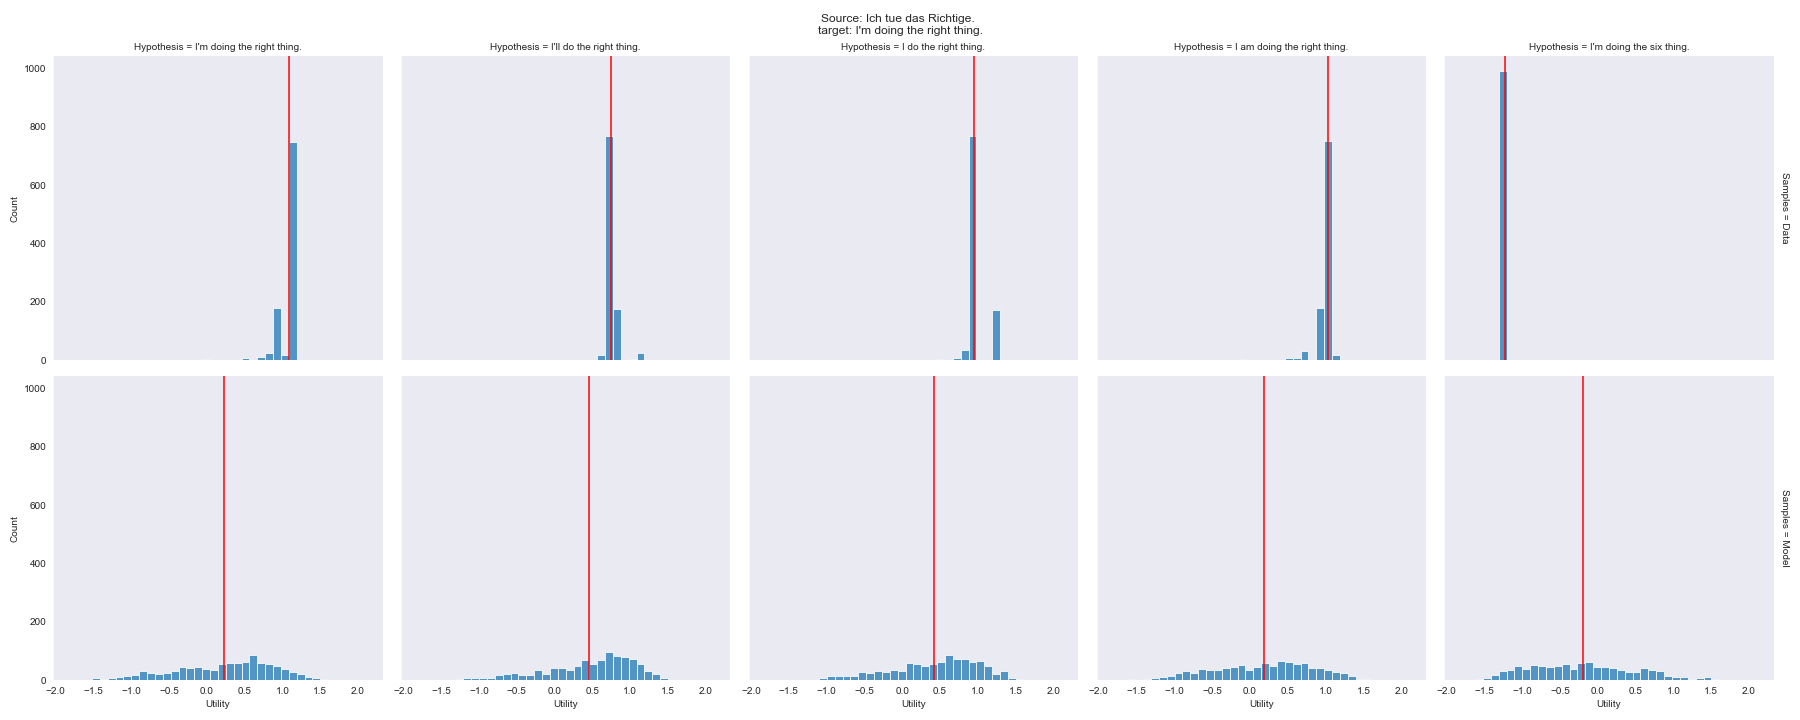 Source: Ich tue das Richtige.
target: I'm doing the right thing.
Hypothesis = I'm doing the right thing.
Hypothesis = I'll do the right thing.
Hypothesis = I do the right thing.
Hypothesis = I am doing the right thing.
Hypothesis = I'm doing the six thing.
1000
800
600
400
200
0
Count
Samples = Data
1000
800
600
400
200
0
Count
Samples = Model
−2.0 −1.5 −1.0 −0.5 0.0 0.5 1.0 1.5 2.0
−2.0 −1.5 −1.0 −0.5 0.0 0.5 1.0 1.5 2.0
−2.0 −1.5 −1.0 −0.5 0.0 0.5 1.0 1.5 2.0
−2.0 −1.5 −1.0 −0.5 0.0 0.5 1.0 1.5 2.0
−2.0 −1.5 −1.0 −0.5 0.0 0.5 1.0 1.5 2.0
Utility
Utility
Utility
Utility
Utility